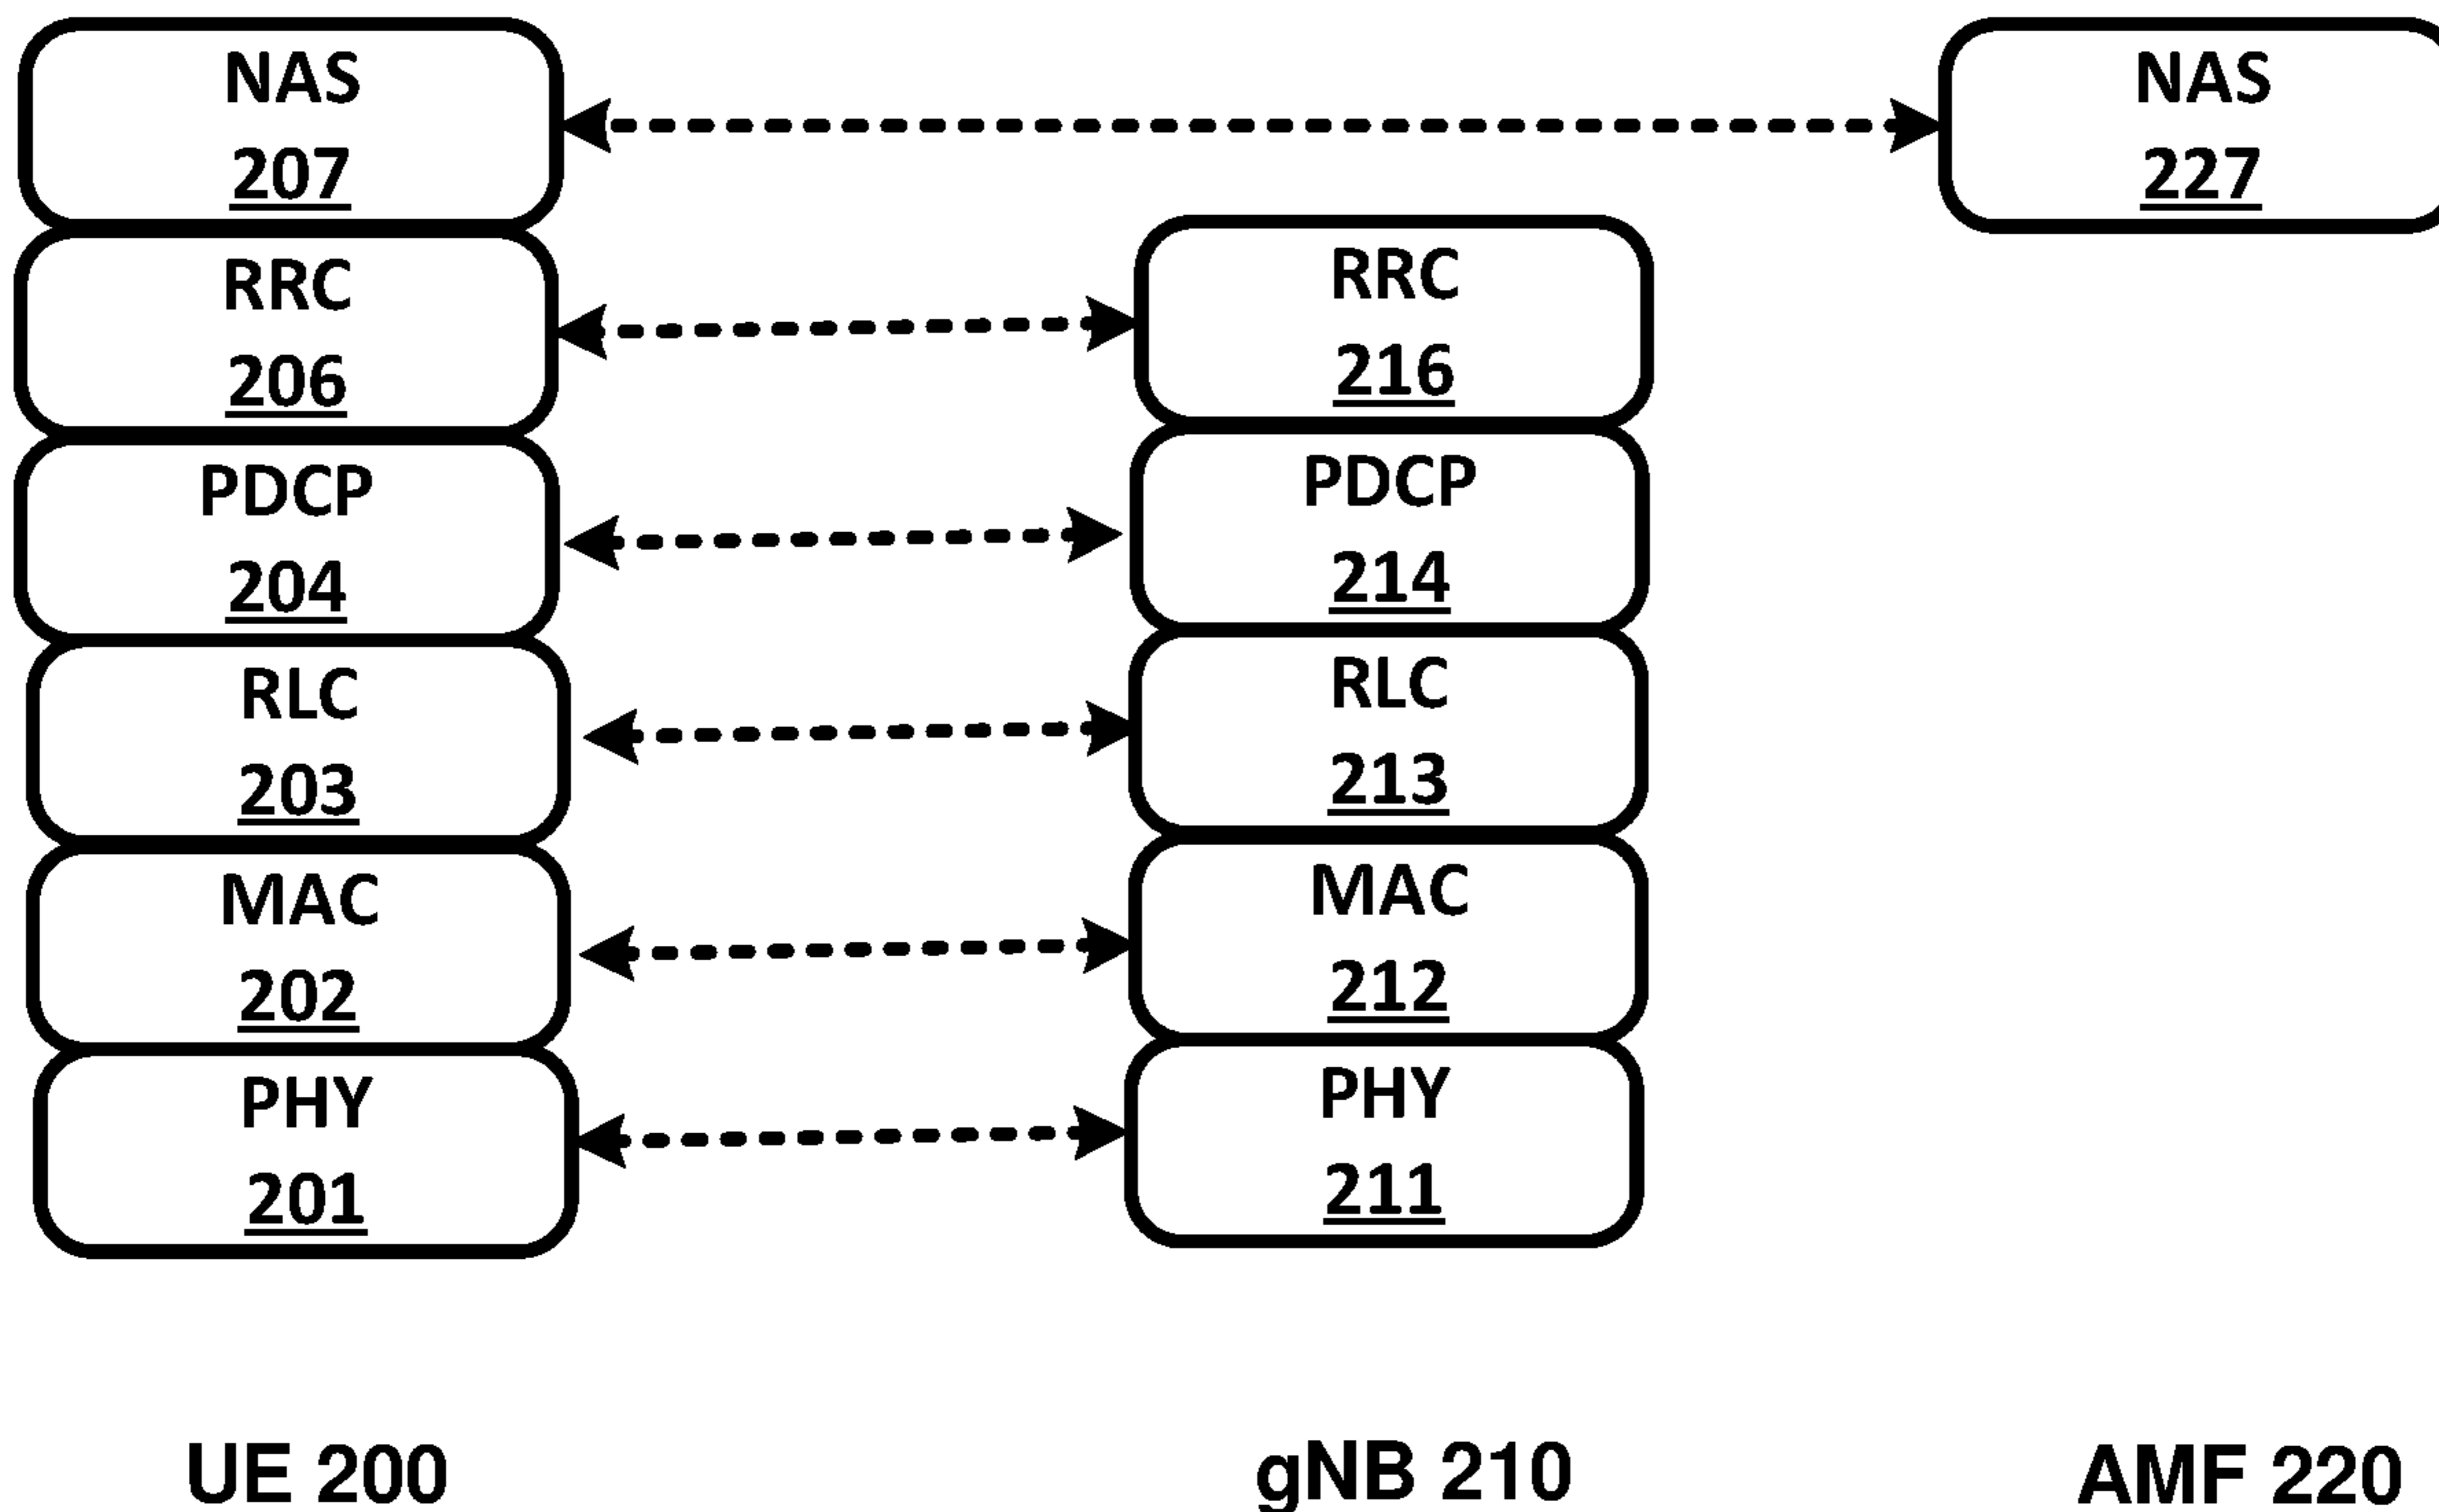 NAS
207
NAS
227
RRC
206
RRC
216
PDCP
204
PDCP
214
RLC
203
RLC
213
MAC
202
MAC
212
PHY
201
PHY
211
UE 200
gNB 210
AMF 220